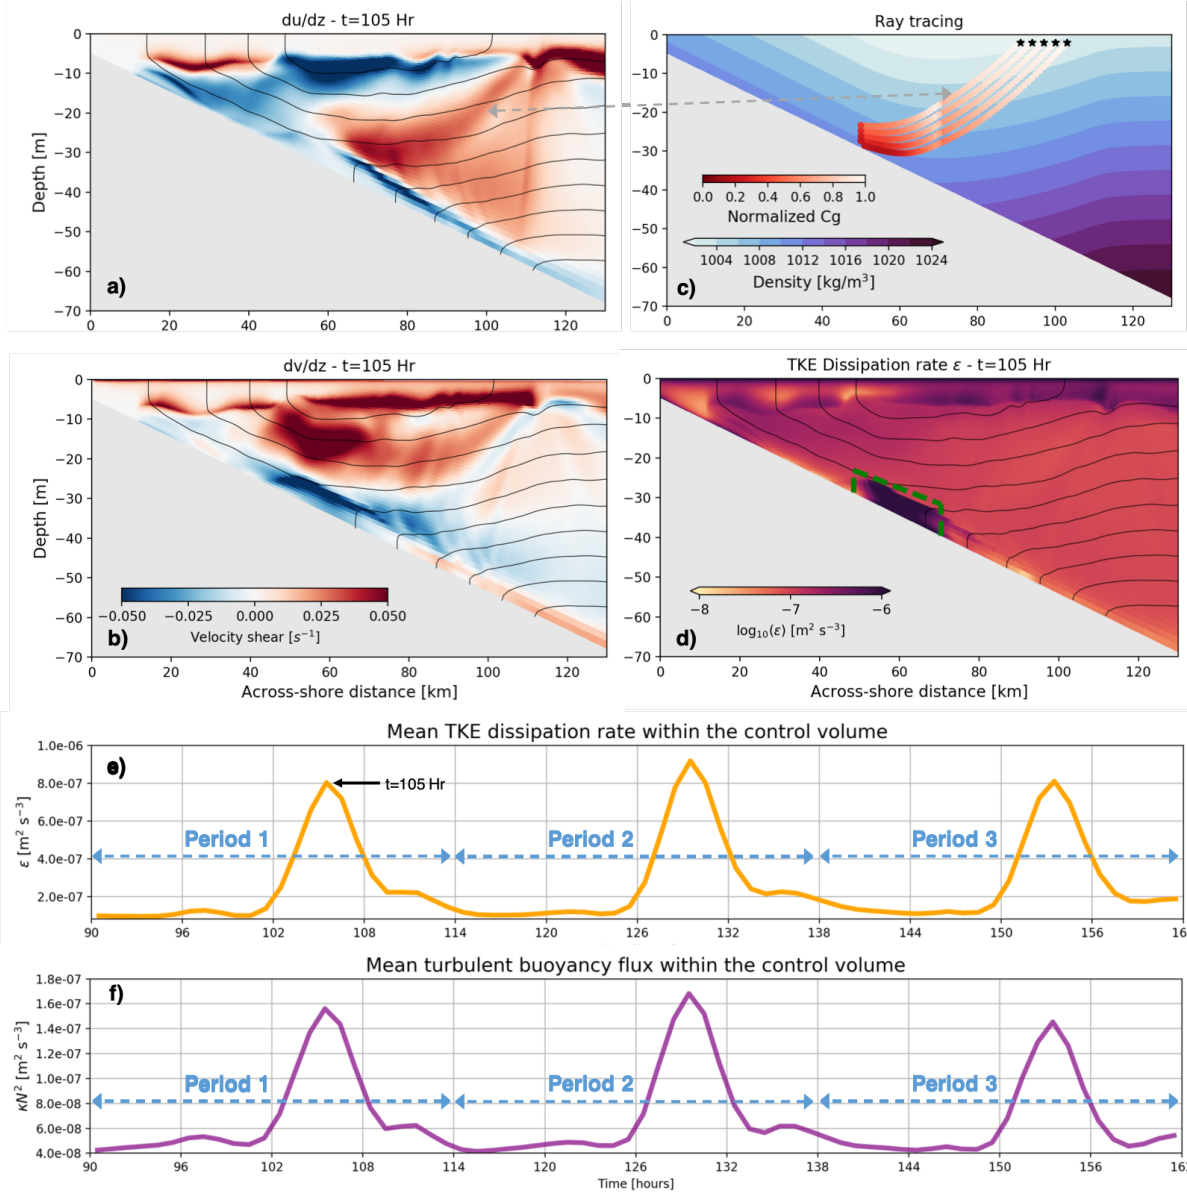 du/dz - t=105 Hr
Ray tracing
0
−10
−20
−30
−40
−50
−60
−70
Depth [m]
a)
0 20 40 60 80 100 120
0
−10
−20
−30
−40
−50
−60
−70
0.0 0.2 0.4 0.6 0.8 1.0
Normalized Cg
1004 1008 1012 1016 1020 1024
Density [kg/m³]
c)
0 20 40 60 80 100 120
dv/dz - t=105 Hr
TKE Dissipation rate ε - t=105 Hr
0
−10
−20
−30
−40
−50
−60
−70
Depth [m]
−0.050 −0.025 0.000 0.025 0.050
Velocity shear [s⁻¹]
b)
0 20 40 60 80 100 120
Across-shore distance [km]
0
−10
−20
−30
−40
−50
−60
−70
−8 −7 −6
log₁₀(ε) [m² s⁻³]
d)
0 20 40 60 80 100 120
Across-shore distance [km]
Mean TKE dissipation rate within the control volume
1.0e-06
8.0e-07
6.0e-07
4.0e-07
2.0e-07
ε [m² s⁻³]
e)
t=105 Hr
Period 1 Period 2 Period 3
90 96 102 108 114 120 126 132 138 144 150 156 16
Mean turbulent buoyancy flux within the control volume
1.8e-07
1.6e-07
1.4e-07
1.2e-07
1.0e-07
8.0e-08
6.0e-08
4.0e-08
κN² [m² s⁻³]
f)
Period 1 Period 2 Period 3
90 96 102 108 114 120 126 132 138 144 150 156 162
Time [hours]